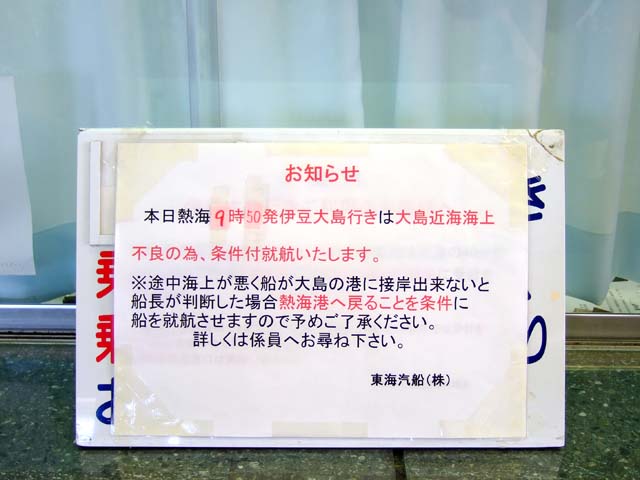 お知らせ
本日熱海9時50発伊豆大島行きは大島近海海上
不良の為、条件付就航いたします。
※途中海上が悪く船が大島の港に接岸出来ないと
船長が判断した場合熱海港へ戻ることを条件に
船を就航させますので予めご了承ください。
詳しくは係員へお尋ね下さい。
東海汽船(株)